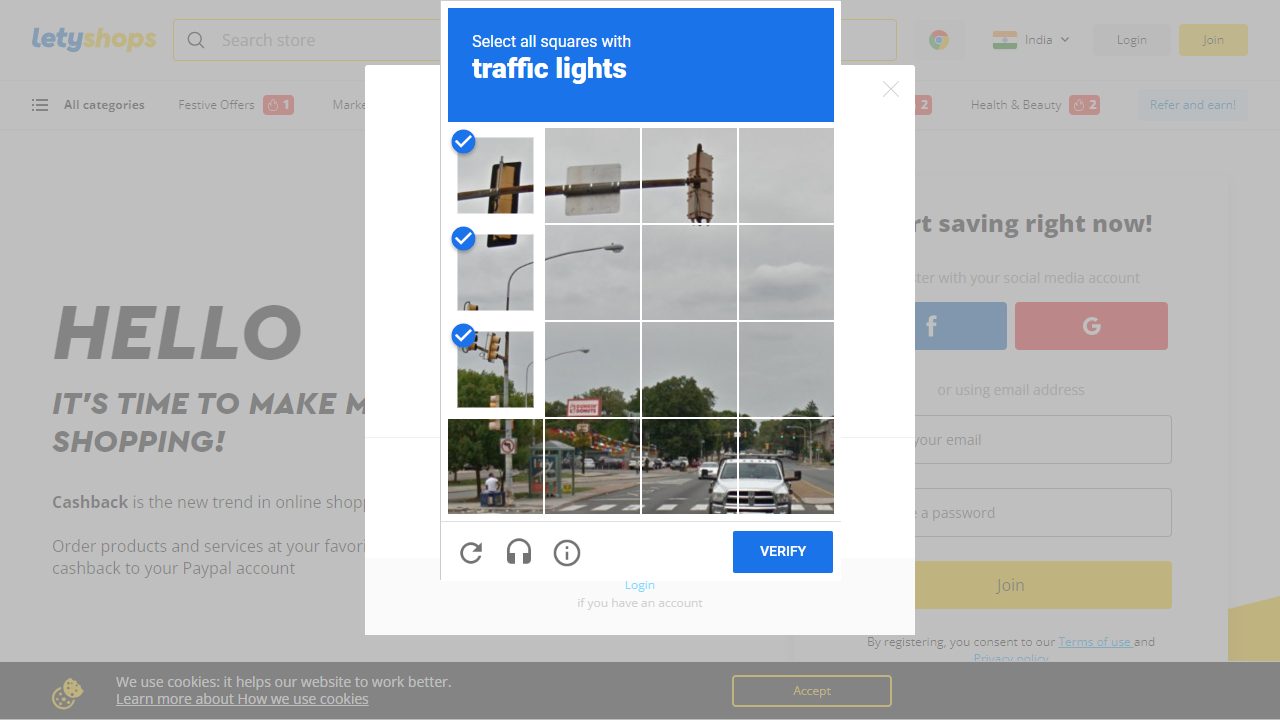 letyshops
Search store
India
Login
Join
All categories
Festive Offers
1
Marke
2
Health & Beauty
2
Refer and earn!
Select all squares with
traffic lights
DUNKIN'
DONUTS
VERIFY
HELLO
IT'S TIME TO MAKE M
SHOPPING!
Cashback is the new trend in online shopp
Order products and services at your favori
cashback to your Paypal account
rt saving right now!
ster with your social media account
f
G
or using email address
your email
e a password
Join
By registering, you consent to our Terms of use and
Privacy policy
Login
if you have an account
We use cookies: it helps our website to work better.
Learn more about How we use cookies
Accept